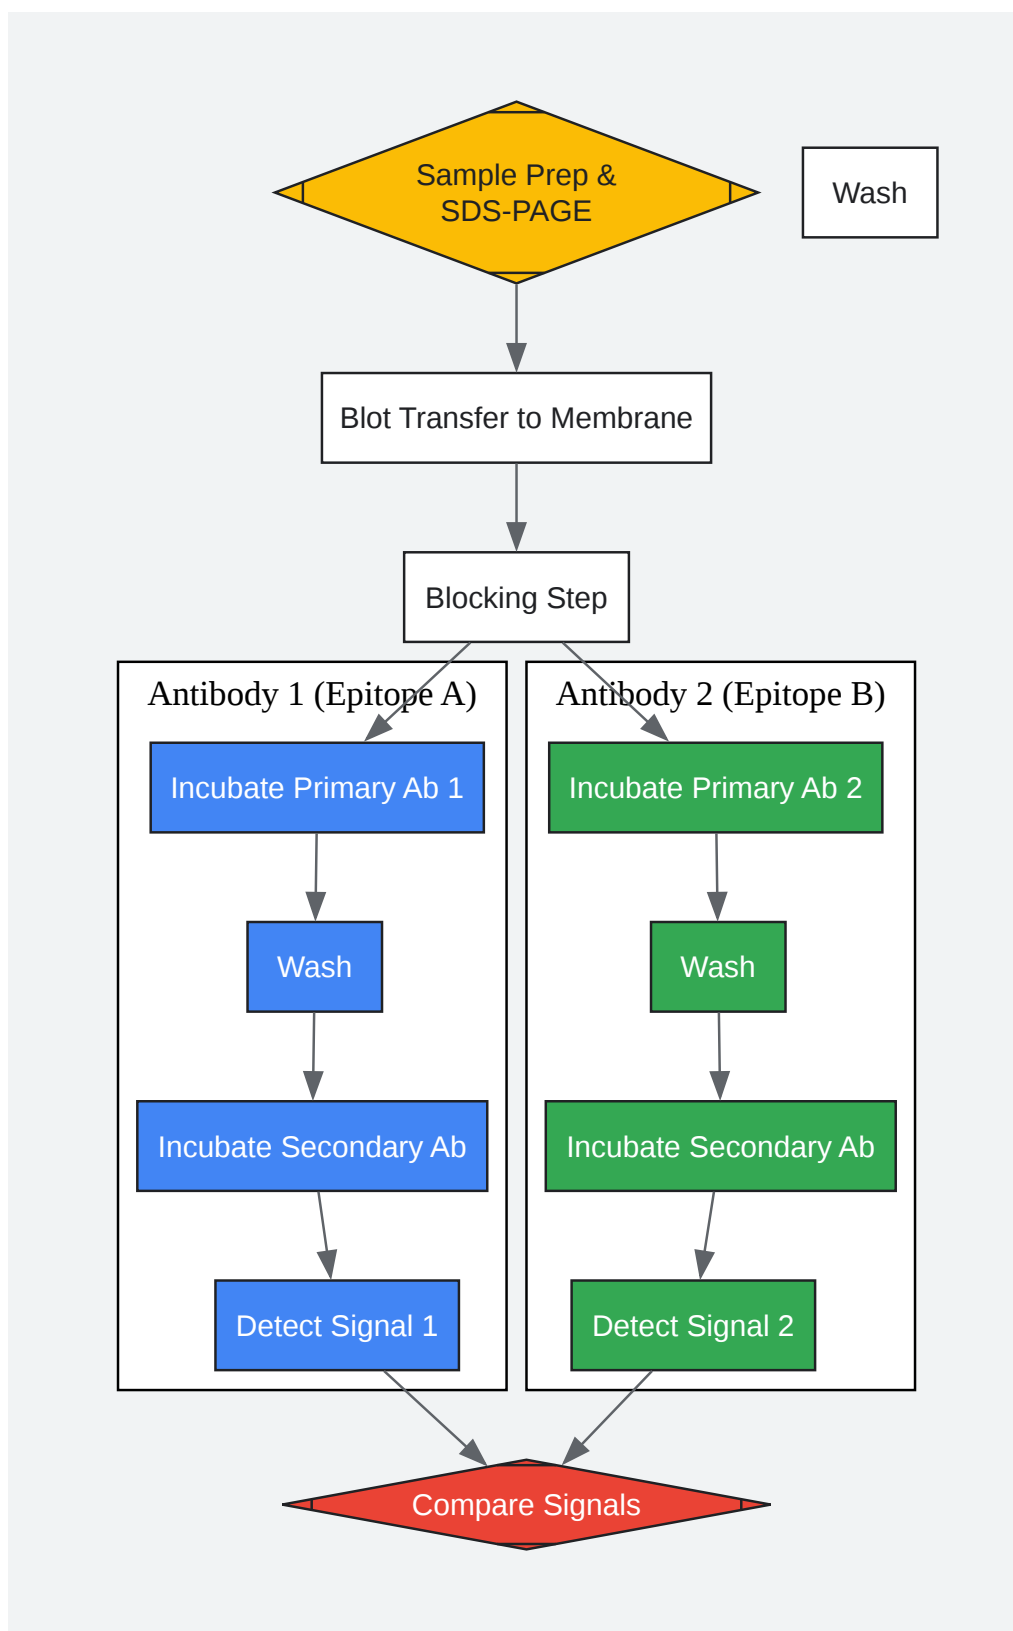 Sample Prep &
SDS-PAGE
Wash
Blot Transfer to Membrane
Blocking Step
Antibody 1 (Epitope A)
Incubate Primary Ab 1
Wash
Incubate Secondary Ab
Detect Signal 1
Antibody 2 (Epitope B)
Incubate Primary Ab 2
Wash
Incubate Secondary Ab
Detect Signal 2
Compare Signals